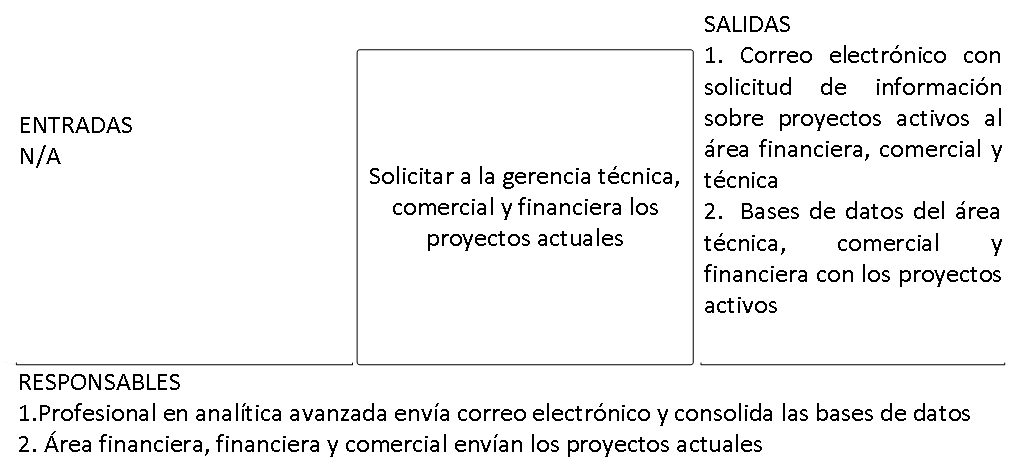 ENTRADAS
N/A
Solicitar a la gerencia técnica,
comercial y financiera los
proyectos actuales
SALIDAS
1. Correo electrónico con
solicitud de información
sobre proyectos activos al
área financiera, comercial y
técnica
2. Bases de datos del área
técnica, comercial y
financiera con los proyectos
activos
RESPONSABLES
1.Profesional en analítica avanzada envía correo electrónico y consolida las bases de datos
2. Área financiera, financiera y comercial envían los proyectos actuales